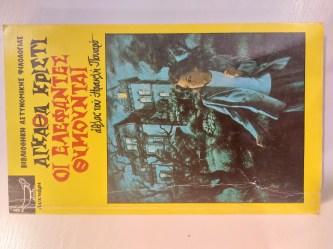 ΒΙΒΛΙΟΘΗΚΗ ΑΣΤΥΝΟΜΙΚΗΣ ΦΙΛΟΛΟΓΙΑΣ
ΑΓΚΑΘΑ ΚΡΙΣΤΙ
ΟΙ ΕΛΕΦΑΝΤΕΣ
ΘΥΜΟΥΝΤΑΙ